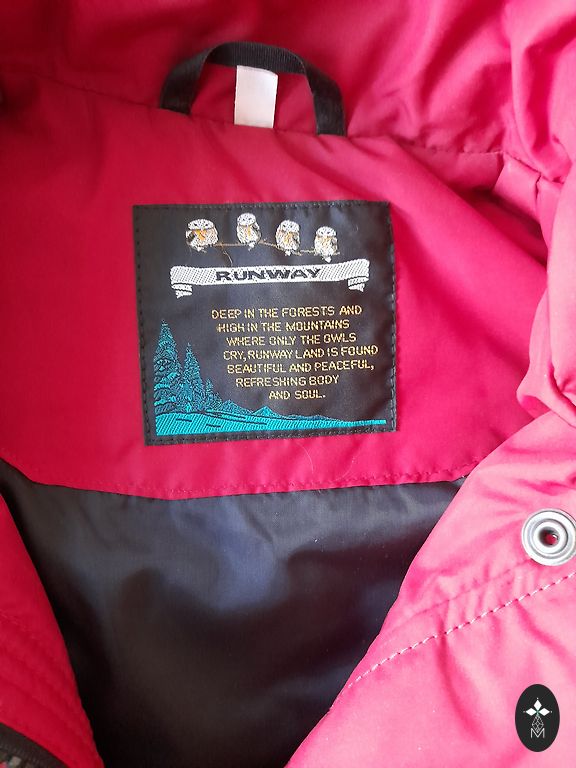 RUNWAY
DEEP IN THE FORESTS AND
HIGH IN THE MOUNTAINS
WHERE ONLY THE OWLS
CRY, RUNWAY LAND IS FOUND
BEAUTIFUL AND PEACEFUL,
REFRESHING BODY
AND SOUL.
M